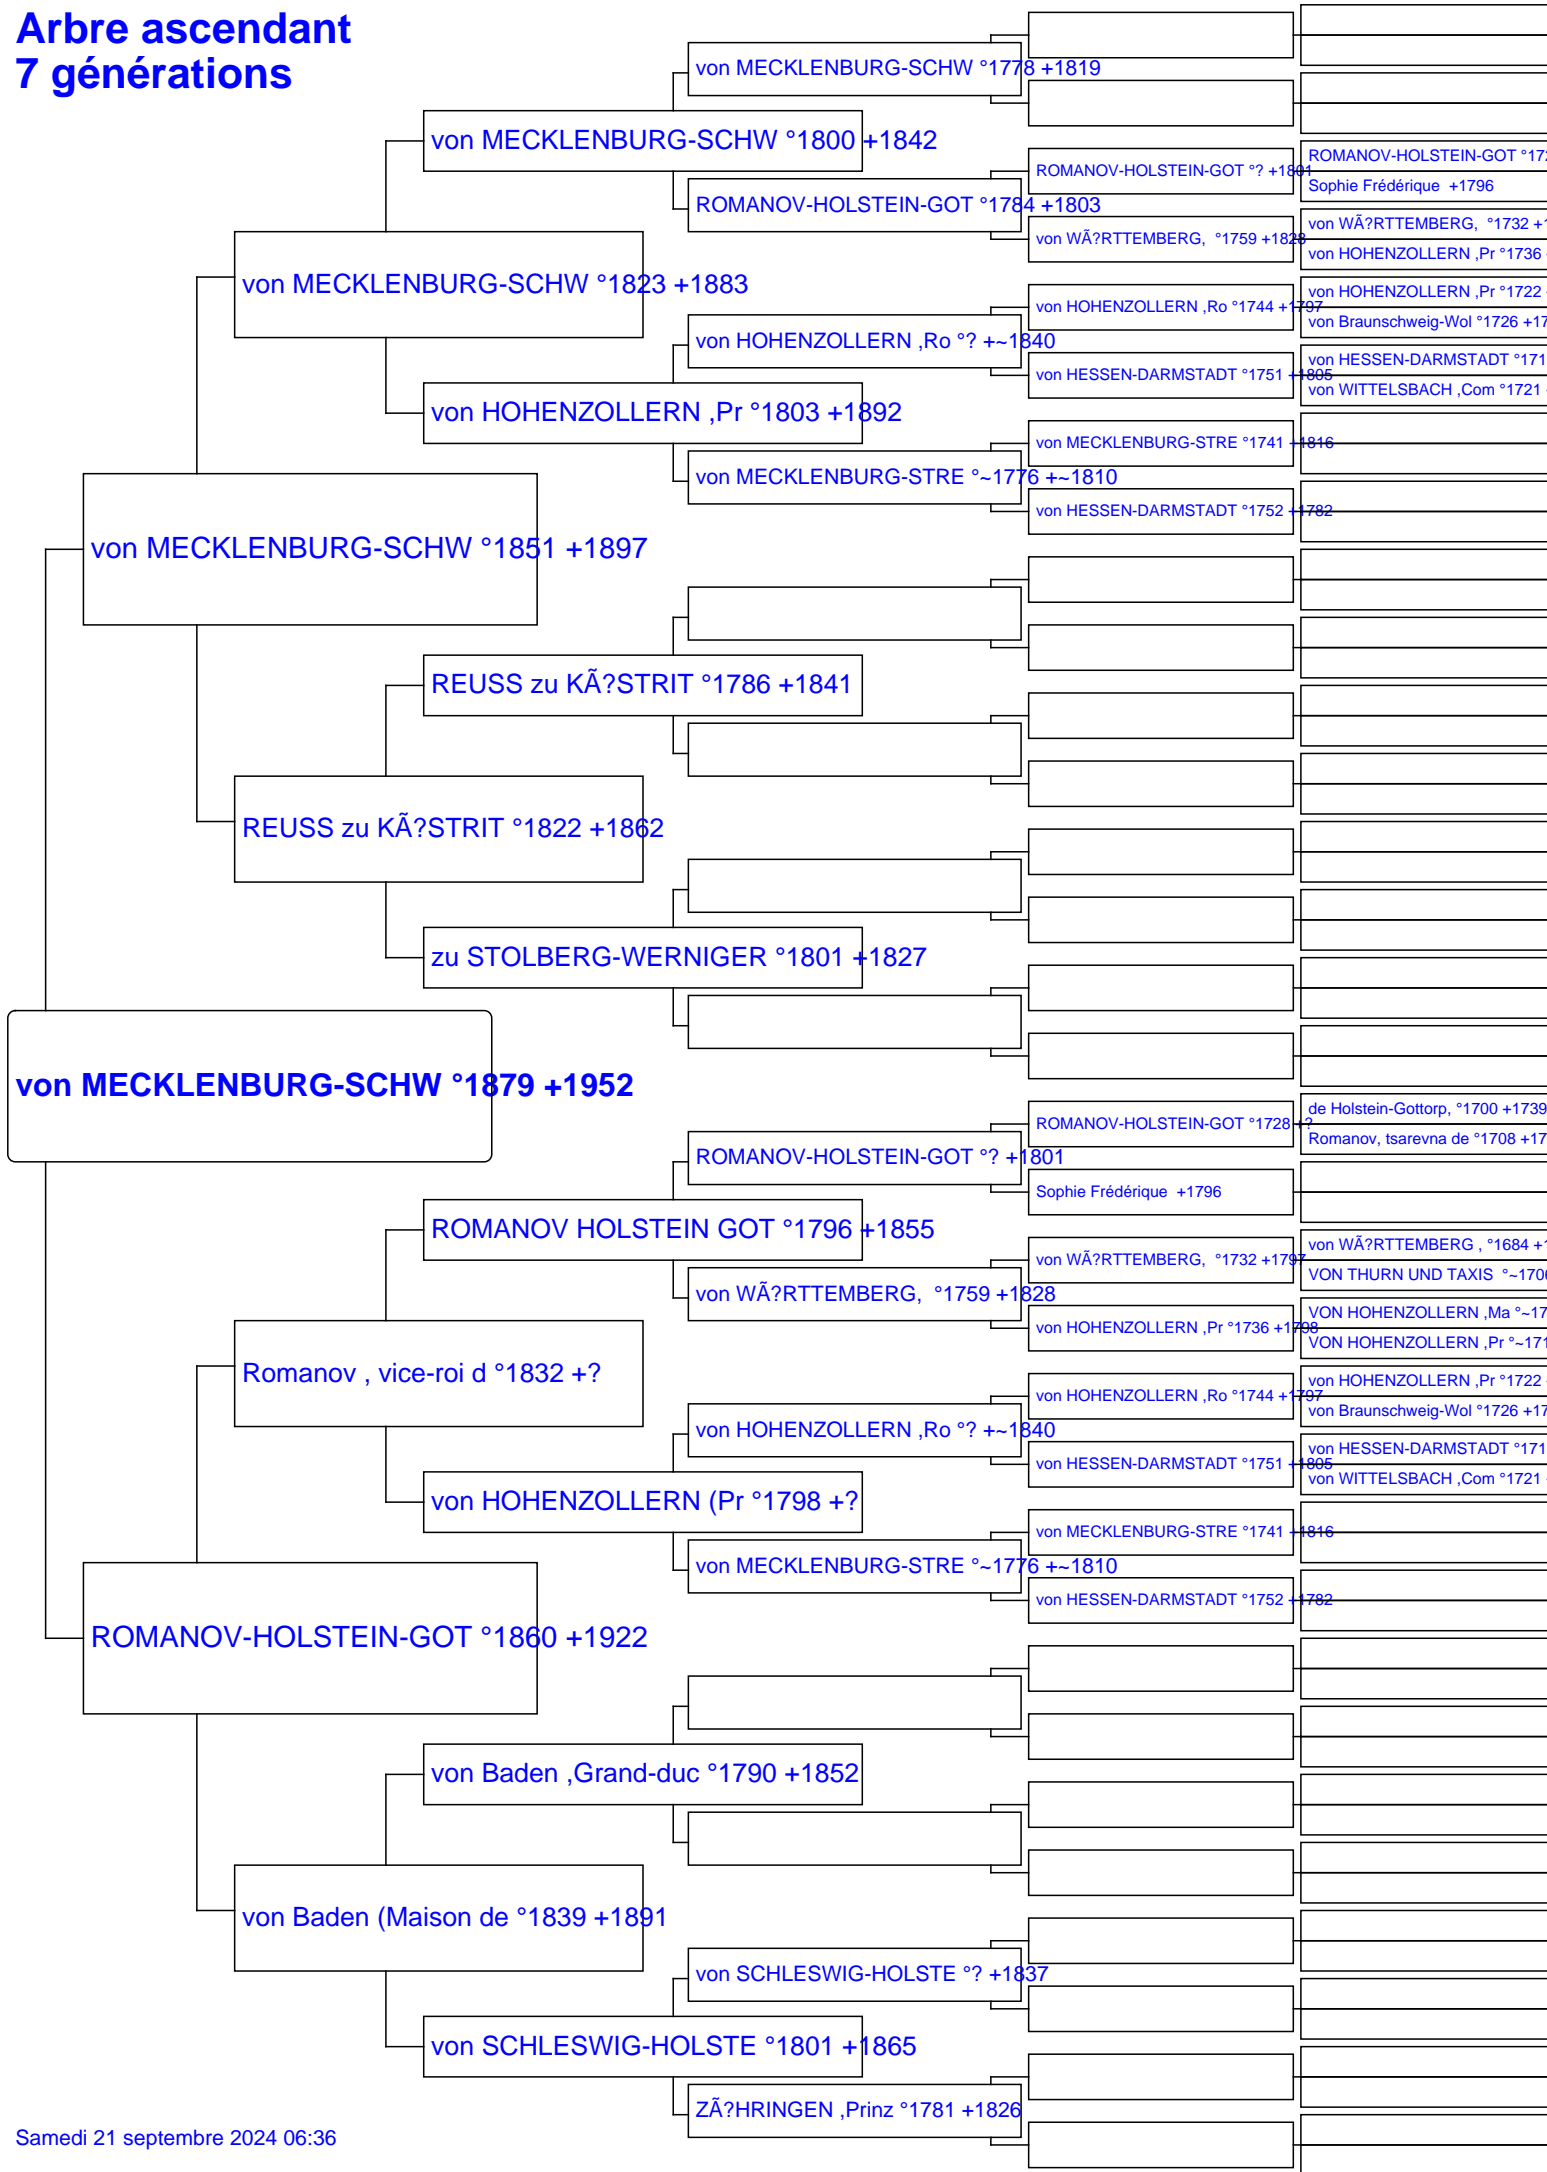 Arbre ascendant
7 générations
von MECKLENBURG-SCHW °1778 +1819
von MECKLENBURG-SCHW °1800 +1842
ROMANOV-HOLSTEIN-GOT °172
ROMANOV-HOLSTEIN-GOT °? +1801
Sophie Frédérique +1796
ROMANOV-HOLSTEIN-GOT °1784 +1803
von WÃ?RTTEMBERG, °1732 +1
von WÃ?RTTEMBERG, °1759 +1828
von HOHENZOLLERN ,Pr °1736
von MECKLENBURG-SCHW °1823 +1883
von HOHENZOLLERN ,Pr °1722
von HOHENZOLLERN ,Ro °1744 +1797
von Braunschweig-Wol °1726 +17
von HOHENZOLLERN ,Ro °? +~1840
von HESSEN-DARMSTADT °171
von HESSEN-DARMSTADT °1751 +1805
von WITTELSBACH ,Com °1721
von HOHENZOLLERN ,Pr °1803 +1892
von MECKLENBURG-STRE °1741 +1816
von MECKLENBURG-STRE °~1776 +~1810
von HESSEN-DARMSTADT °1752 +1782
von MECKLENBURG-SCHW °1851 +1897
REUSS zu KÃ?STRIT °1786 +1841
REUSS zu KÃ?STRIT °1822 +1862
zu STOLBERG-WERNIGER °1801 +1827
von MECKLENBURG-SCHW °1879 +1952
de Holstein-Gottorp, °1700 +1739
ROMANOV-HOLSTEIN-GOT °1728 +?
Romanov, tsarevna de °1708 +17
ROMANOV-HOLSTEIN-GOT °? +1801
Sophie Frédérique +1796
ROMANOV HOLSTEIN GOT °1796 +1855
von WÃ?RTTEMBERG , °1684 +1
von WÃ?RTTEMBERG, °1732 +1797
VON THURN UND TAXIS °~1706
von WÃ?RTTEMBERG, °1759 +1828
VON HOHENZOLLERN ,Ma °~17
von HOHENZOLLERN ,Pr °1736 +1798
VON HOHENZOLLERN ,Pr °~171
Romanov , vice-roi d °1832 +?
von HOHENZOLLERN ,Pr °1722
von HOHENZOLLERN ,Ro °1744 +1797
von Braunschweig-Wol °1726 +17
von HOHENZOLLERN ,Ro °? +~1840
von HESSEN-DARMSTADT °171
von HESSEN-DARMSTADT °1751 +1805
von WITTELSBACH ,Com °1721
von HOHENZOLLERN (Pr °1798 +?
von MECKLENBURG-STRE °1741 +1816
von MECKLENBURG-STRE °~1776 +~1810
von HESSEN-DARMSTADT °1752 +1782
ROMANOV-HOLSTEIN-GOT °1860 +1922
von Baden ,Grand-duc °1790 +1852
von Baden (Maison de °1839 +1891
von SCHLESWIG-HOLSTE °? +1837
von SCHLESWIG-HOLSTE °1801 +1865
ZÃ?HRINGEN ,Prinz °1781 +1826
Samedi 21 septembre 2024 06:36